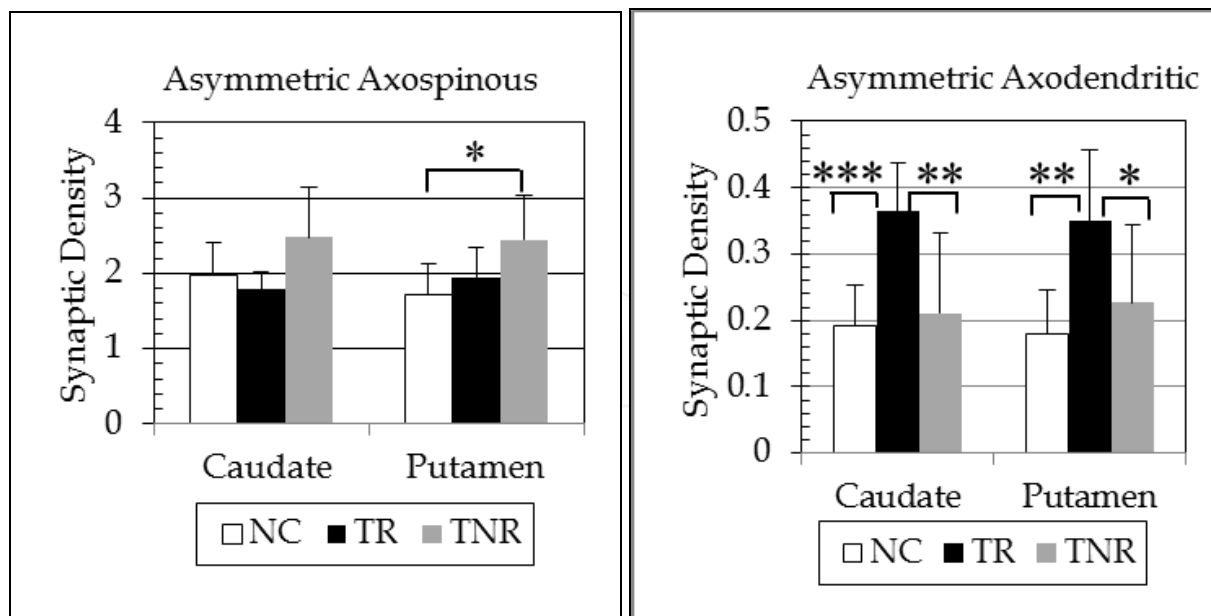 Asymmetric Axospinous
Synaptic Density
4
3
2
1
0
*
Caudate Putamen
NC TR TNR
Asymmetric Axodendritic
Synaptic Density
0.5
0.4
0.3
0.2
0.1
0
*** ** ** *
Caudate Putamen
NC TR TNR